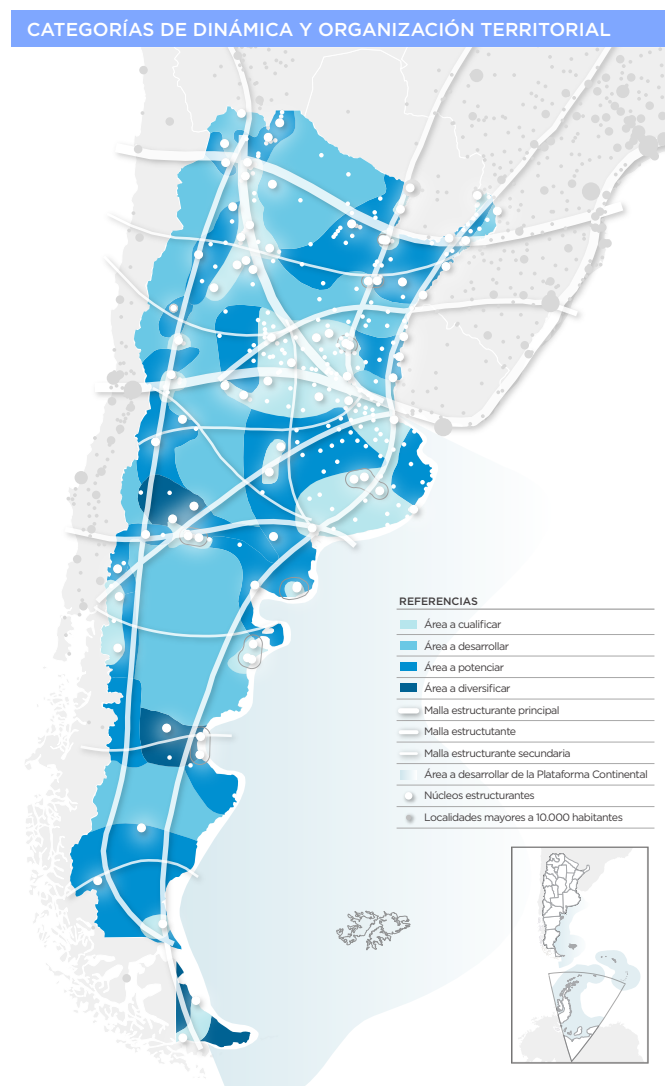 CATEGORÍAS DE DINÁMICA Y ORGANIZACIÓN TERRITORIAL
REFERENCIAS
Área a cualificar
Área a desarrollar
Área a potenciar
Área a diversificar
Malla estructurante principal
Malla estructutante
Malla estructurante secundaria
Área a desarrollar de la Plataforma Continental
Núcleos estructurantes
Localidades mayores a 10.000 habitantes